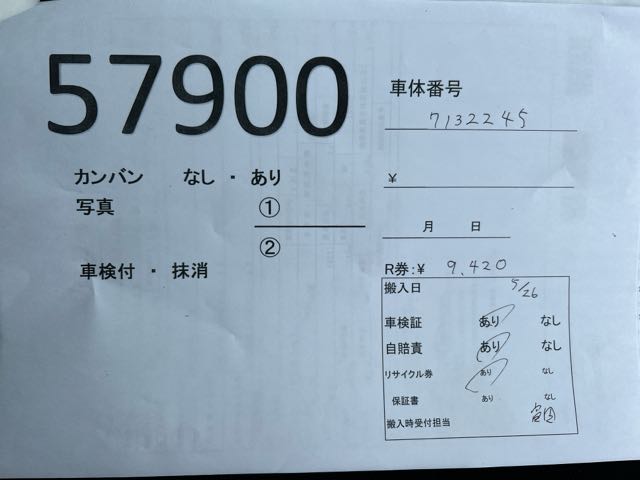 57900
車体番号
7132245
カンバン なし ・ あり
¥
写真 ①
月 日
②
車検付 ・ 抹消
R券:¥ 9,420
搬入日 5/26
車検証 あり なし
自賠責 あり なし
リサイクル券 あり なし
保証書 あり なし
搬入時受付担当